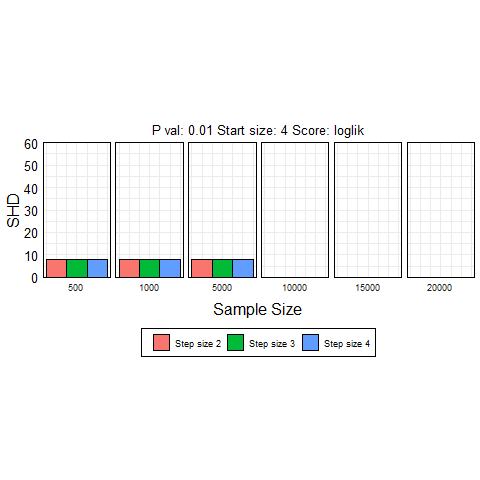 P val: 0.01 Start size: 4 Score: loglik
60
50
40
30
20
10
0
SHD
500 1000 5000 10000 15000 20000
Sample Size
Step size 2 Step size 3 Step size 4